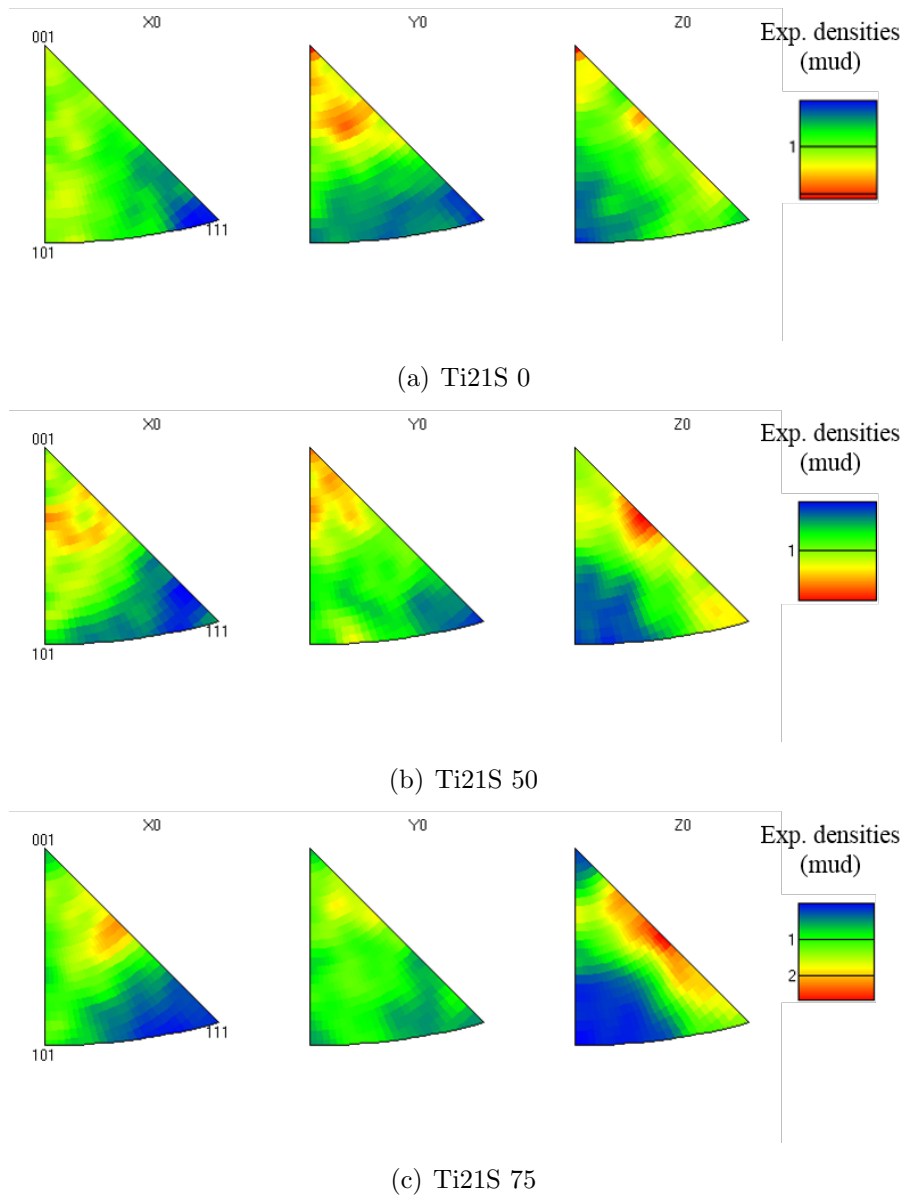 X0 Y0 Z0
Exp. densities
(mud)
001
1
111
101
(a) Ti21S 0
X0 Y0 Z0
Exp. densities
(mud)
001
1
111
101
(b) Ti21S 50
X0 Y0 Z0
Exp. densities
(mud)
001
1
2
111
101
(c) Ti21S 75